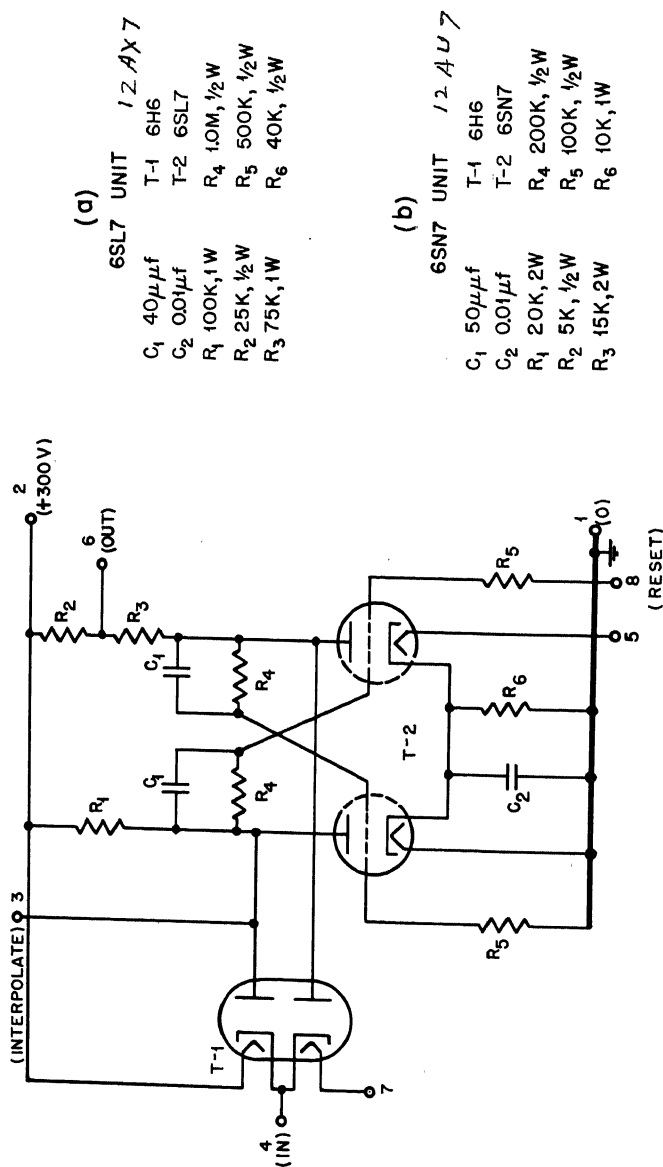 2
(+300V)
(INTERPOLATE) 3
R2
6
(OUT)
R1
R3
C1
C1
R4
R4
T-1
4
(IN)
7
T-2
R5
C2
R6
R5
5
8
(RESET)
1
(0)
(a)
6SL7 UNIT 12AX7
C1 40μμf T-1 6H6
C2 0.01μf T-2 6SL7
R1 100K, 1W R4 1.0M, ½W
R2 25K, ½W R5 500K, ½W
R3 75K, 1W R6 40K, ½W
(b)
6SN7 UNIT 12AU7
C1 50μμf T-1 6H6
C2 0.01μf T-2 6SN7
R1 20K, 2W R4 200K, ½W
R2 5K, ½W R5 100K, ½W
R3 15K, 2W R6 10K, 1W